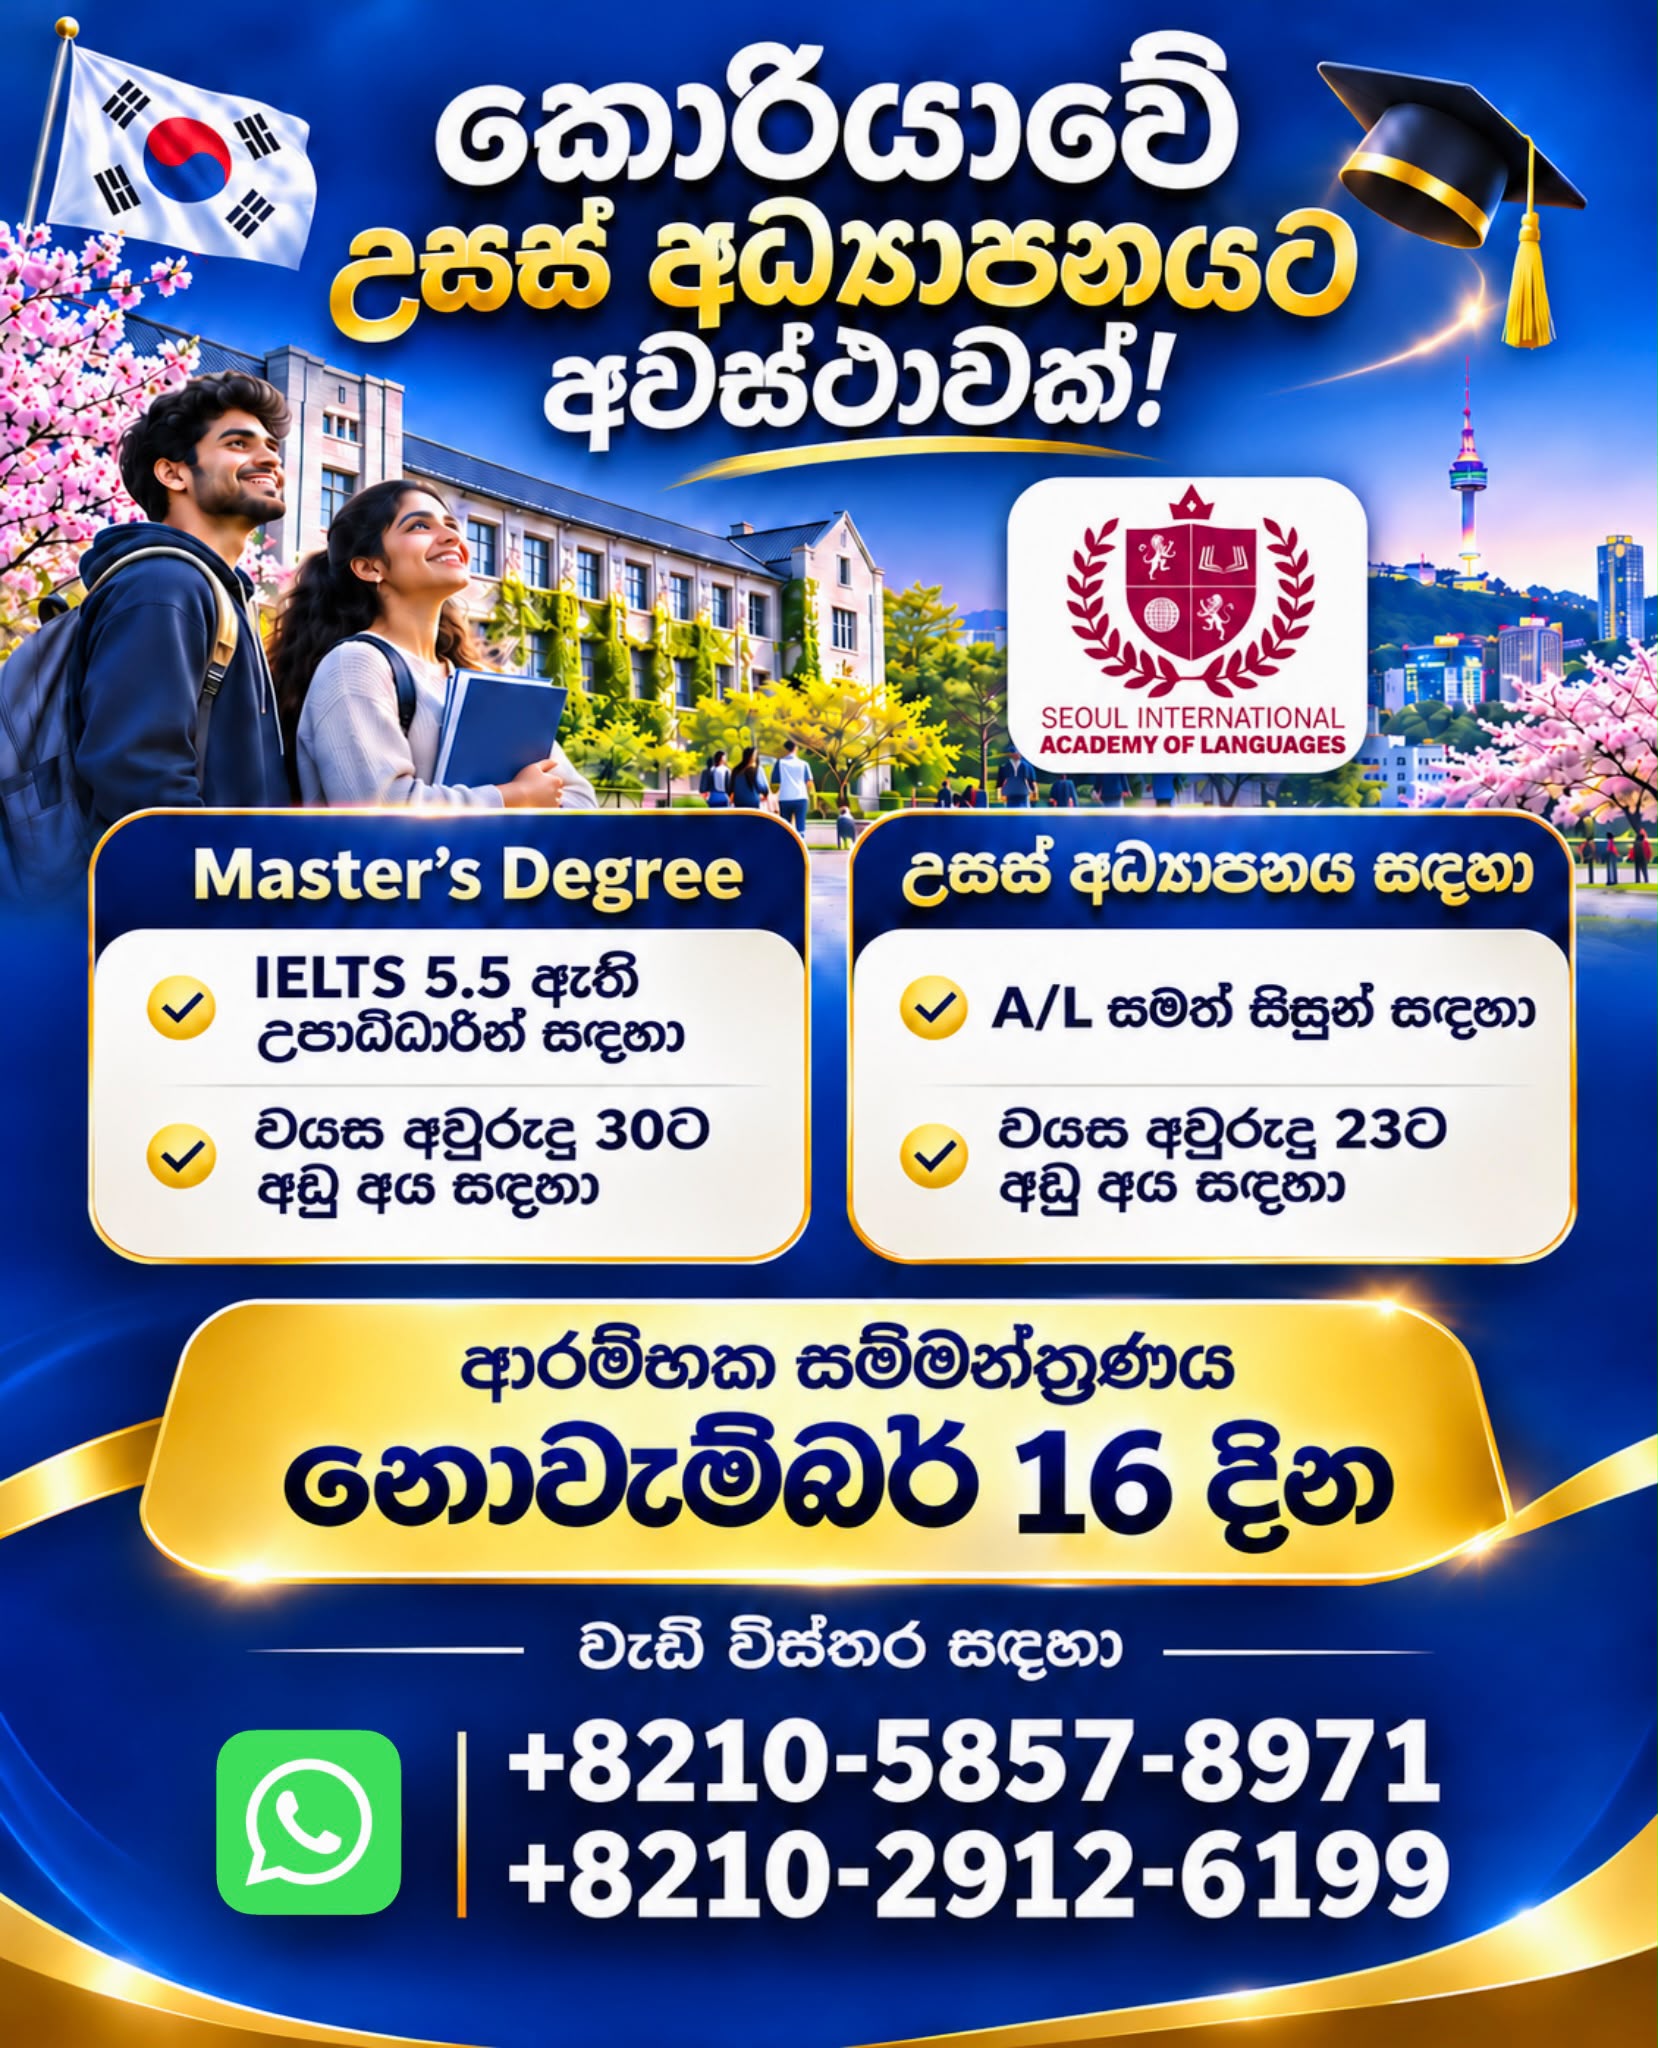 කොරියාවේ
උසස් අධ්‍යාපනයට
අවස්ථාවක්!
SEOUL INTERNATIONAL
ACADEMY OF LANGUAGES
Master's Degree
IELTS 5.5 ඇති
උපාධිධාරින් සඳහා
වයස අවුරුදු 30ට
අඩු අය සඳහා
උසස් අධ්‍යාපනය සඳහා
A/L සමත් සිසුන් සඳහා
වයස අවුරුදු 23ට
අඩු අය සඳහා
ආරම්භක සම්මන්ත්‍රණය
නොවැම්බර් 16 දින
වැඩි විස්තර සඳහා
+8210-5857-8971
+8210-2912-6199